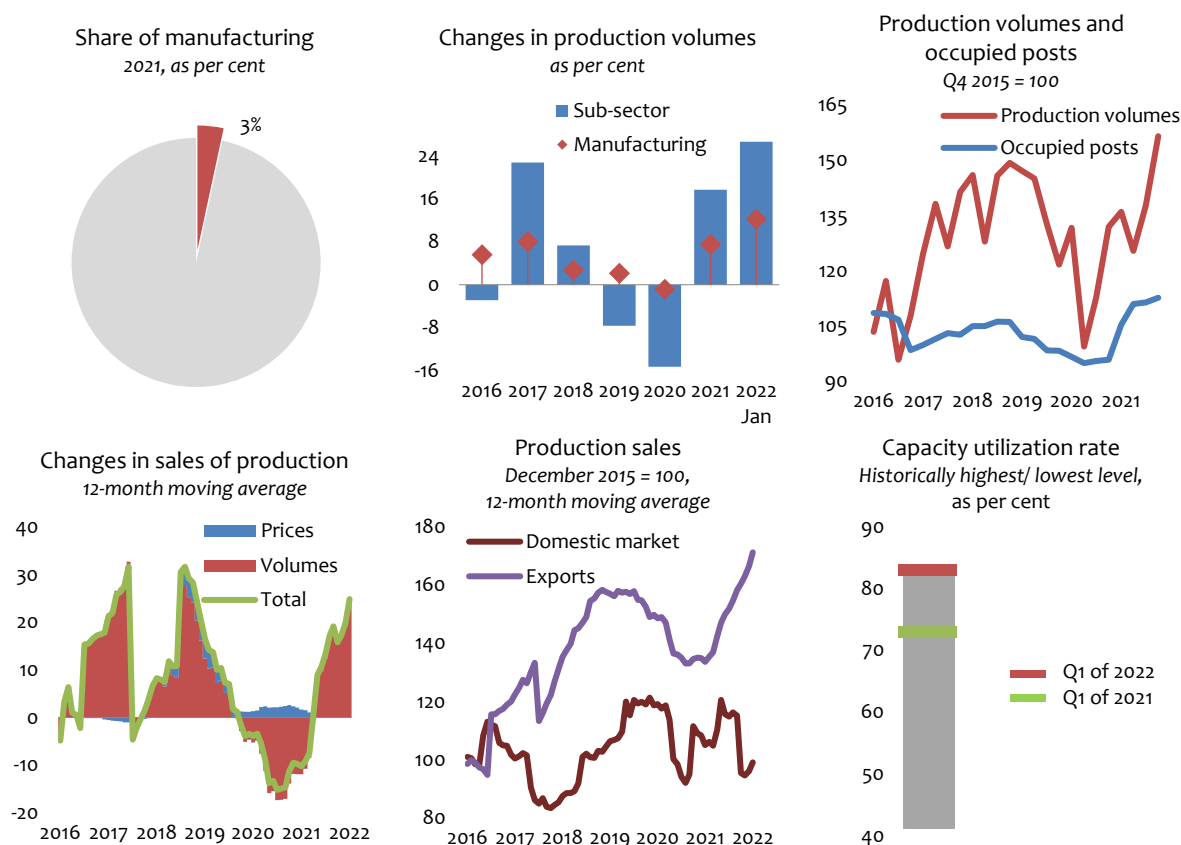 Share of manufacturing
2021, as per cent
3%
Changes in production volumes
as per cent
Sub-sector
Manufacturing
24
16
8
0
-8
-16
2016 2017 2018 2019 2020 2021 2022
Jan
Production volumes and
occupied posts
Q4 2015 = 100
165
Production volumes
150
Occupied posts
135
120
105
90
2016 2017 2018 2019 2020 2021
Changes in sales of production
12-month moving average
40
Prices
30
Volumes
Total
20
10
0
-10
-20
2016 2017 2018 2019 2020 2021 2022
Production sales
December 2015 = 100,
12-month moving average
180
Domestic market
Exports
160
140
120
100
80
2016 2017 2018 2019 2020 2021 2022
Capacity utilization rate
Historically highest/ lowest level,
as per cent
90
80
70
Q1 of 2022
Q1 of 2021
60
50
40